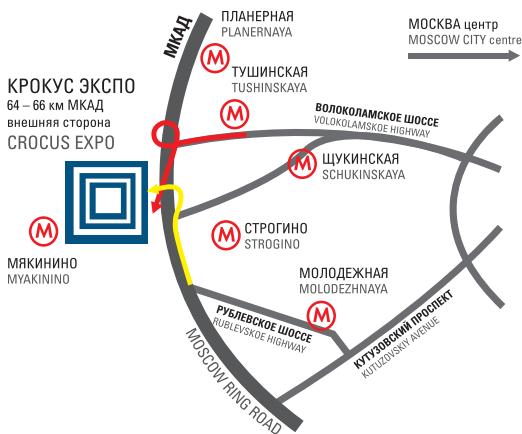 МКАД
ПЛАНЕРНАЯ
PLANERNAYA
МОСКВА центр
MOSCOW CITY centre
М
ТУШИНСКАЯ
TUSHINSKAYA
М
КРОКУС ЭКСПО
64 – 66 км МКАД
внешняя сторона
CROCUS EXPO
ВОЛОКОЛАМСКОЕ ШОССЕ
VOLOKOLAMSKOE HIGHWAY
М
ЩУКИНСКАЯ
SCHUKINSKAYA
М
СТРОГИНО
STROGINO
М
МЯКИНИНО
MYAKININO
МОЛОДЕЖНАЯ
MOLODEZHNAYA
М
РУБЛЕВСКОЕ ШОССЕ
RUBLEVSKOE HIGHWAY
КУТУЗОВСКИЙ ПРОСПЕКТ
KUTUZOVSKIY AVENUE
MOSCOW RING ROAD